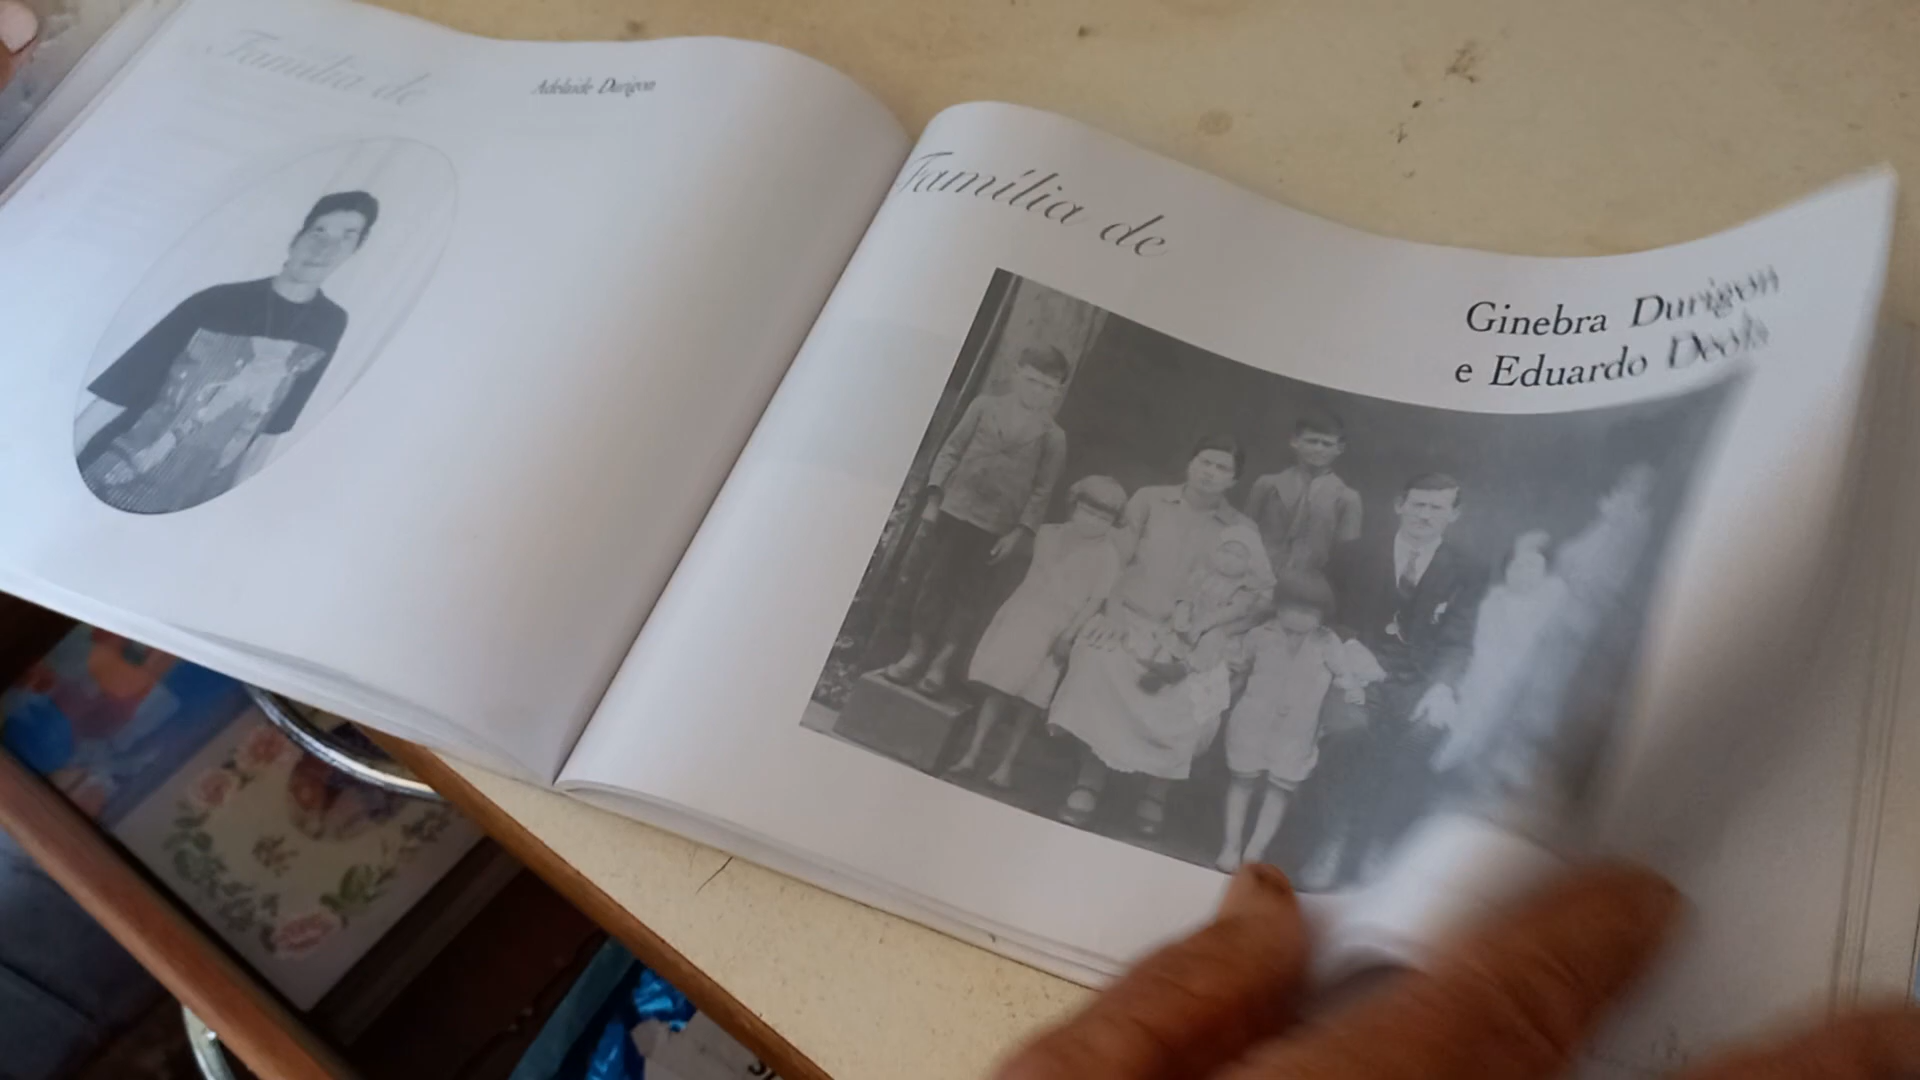 Família de
Adelaide Durigon
Família de
Ginebra Durigon
e Eduardo